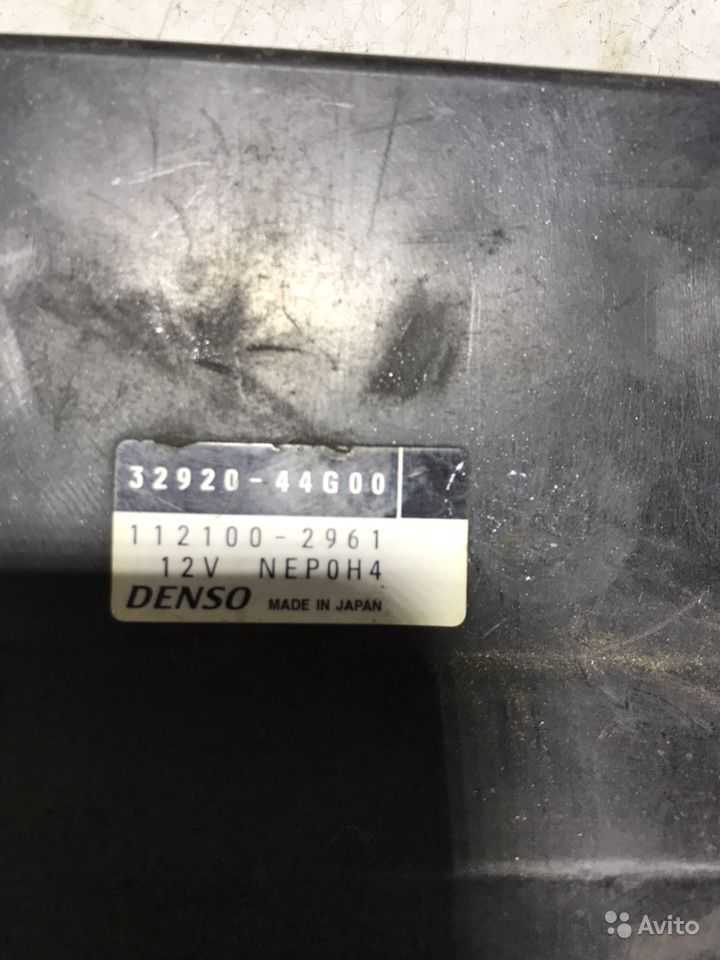 32920-44G00
112100-2961
12V NEP0H4
DENSO MADE IN JAPAN
Avito